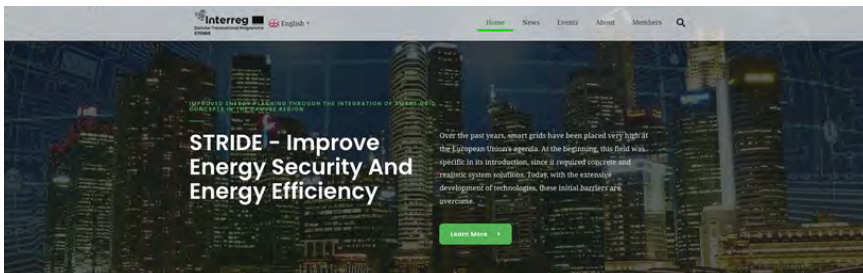 Interreg
Danube Transnational Programme
STRIDE
English
Home
News
Events
About
Members
IMPROVED ENERGY PLANNING THROUGH THE INTEGRATION OF SMART GRID
CONCEPTS IN THE DANUBE REGION
STRIDE - Improve
Energy Security And
Energy Efficiency
Over the past years, smart grids have been placed very high at
the European Union's agenda. At the beginning, this field was
specific in its introduction, since it required concrete and
realistic system solutions. Today, with the extensive
development of technologies, these initial barriers are
overcome.
Learn More